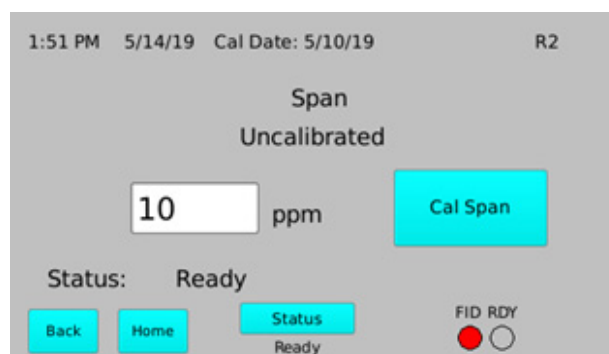 1:51 PM 5/14/19 Cal Date: 5/10/19 R2
Span
Uncalibrated
10 ppm Cal Span
Status: Ready
Back Home Status FID RDY
Ready